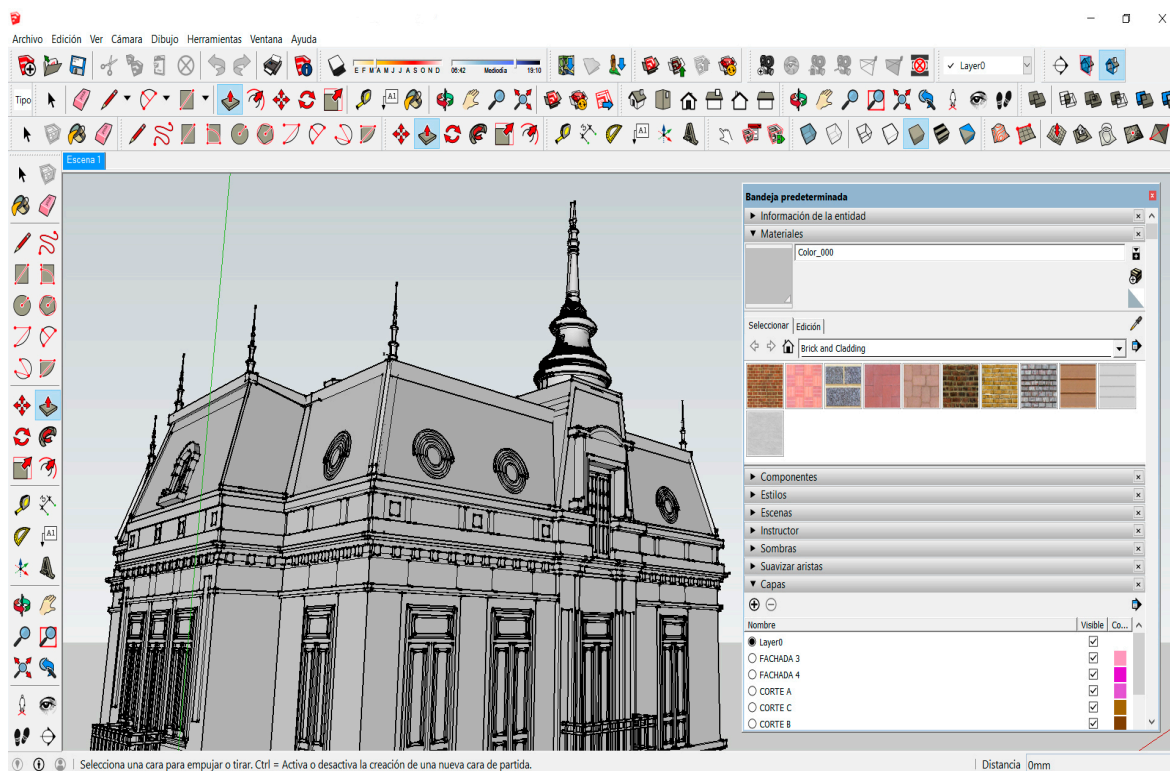 Archivo Edición Ver Cámara Dibujo Herramientas Ventana Ayuda
E F M A M J J A S O N D 06:42 Mediodía 19:10
Layer0
Tipo
A1
A1
Escena 1
A1
Bandeja predeterminada
Información de la entidad
Materiales
Color_000
Seleccionar Edición
Brick and Cladding
Componentes
Estilos
Escenas
Instructor
Sombras
Suavizar aristas
Capas
Nombre Visible Co...
Layer0
FACHADA 3
FACHADA 4
CORTE A
CORTE C
CORTE B
Selecciona una cara para empujar o tirar. Ctrl = Activa o desactiva la creación de una nueva cara de partida. Distancia 0mm